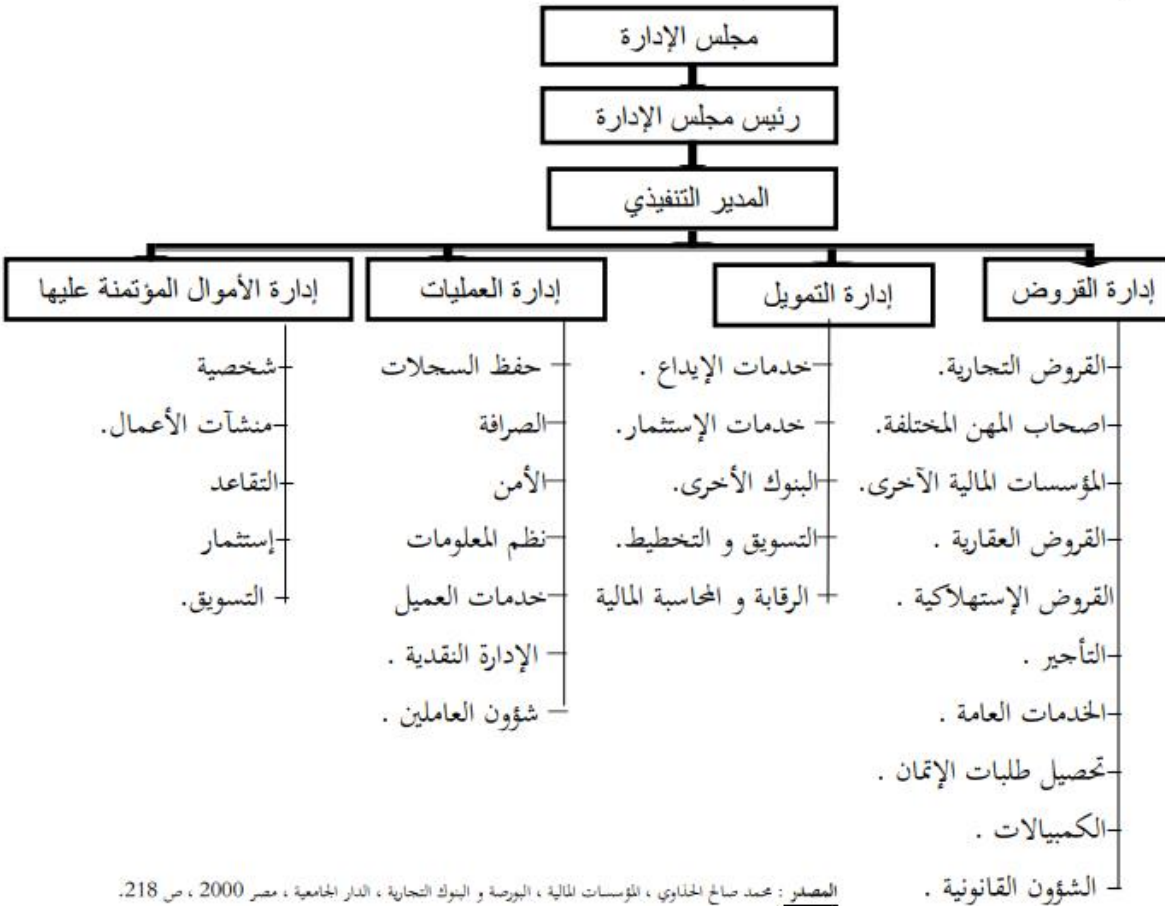 مجلس الإدارة
رئيس مجلس الإدارة
المدير التنفيذي
إدارة القروض
القروض التجارية.
اصحاب المهن المختلفة.
المؤسسات المالية الآخرى.
القروض العقارية .
القروض الإستهلاكية .
التأجير .
الخدمات العامة .
تحصيل طلبات الإئتمان .
الكمبيالات .
الشؤون القانونية .
إدارة التمويل
خدمات الإيداع .
خدمات الإستثمار.
البنوك الأخرى.
التسويق و التخطيط.
الرقابة و المحاسبة المالية
إدارة العمليات
حفظ السجلات
الصرافة
الأمن
نظم المعلومات
خدمات العميل
الإدارة النقدية .
شؤون العاملين .
إدارة الأموال المؤتمنة عليها
شخصية
منشآت الأعمال.
التقاعد
إستثمار
التسويق.
المصدر : محمد صالح الحناوي ، المؤسسات المالية ، البورصة و البنوك التجارية ، الدار الجامعية ، مصر 2000 ، ص 218.